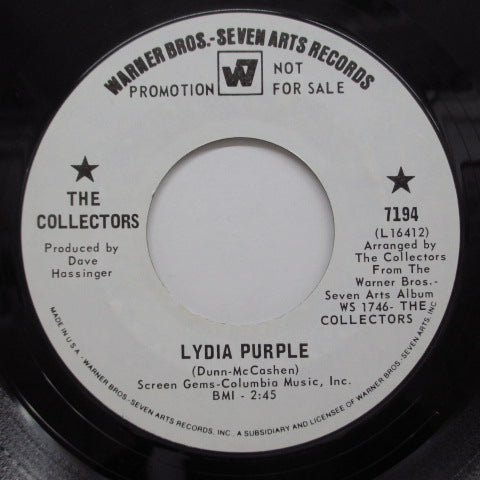 WARNER BROS.-SEVEN ARTS RECORDS
W7
PROMOTION NOT FOR SALE
THE COLLECTORS
Produced by
Dave
Hassinger
7194
(L16412)
Arranged by
The Collectors
From The
Warner Bros.-
Seven Arts Album
WS 1746- THE
COLLECTORS
LYDIA PURPLE
(Dunn-McCashen)
Screen Gems-Columbia Music, Inc.
BMI - 2:45
MADE IN U.S.A. - WARNER BROS.-SEVEN ARTS RECORDS, INC., A SUBSIDIARY AND LICENSEE OF WARNER BROS.-SEVEN ARTS, INC.